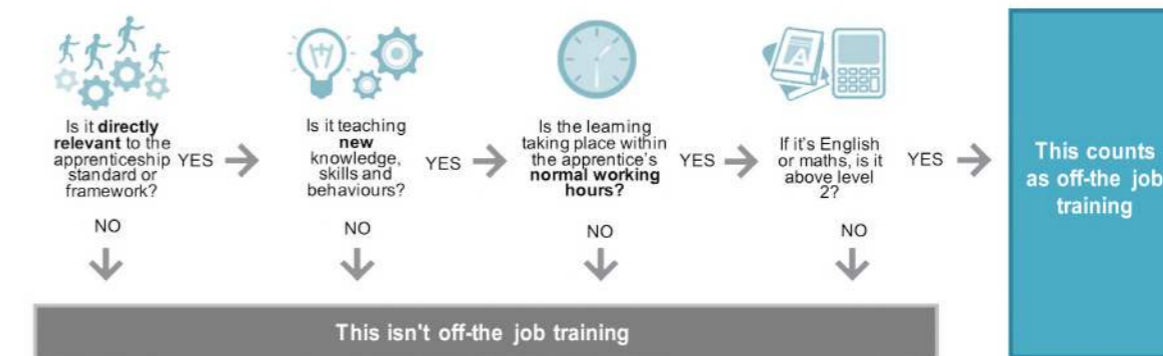 Is it directly
relevant to the
apprenticeship
standard or
framework?
YES
Is it teaching
new
knowledge,
skills and
behaviours?
YES
Is the learning
taking place within
the apprentice's
normal working
hours?
YES
If it's English
or maths, is it
above level
2?
YES
This counts
as off-the job
training
NO
NO
NO
NO
This isn't off-the job training